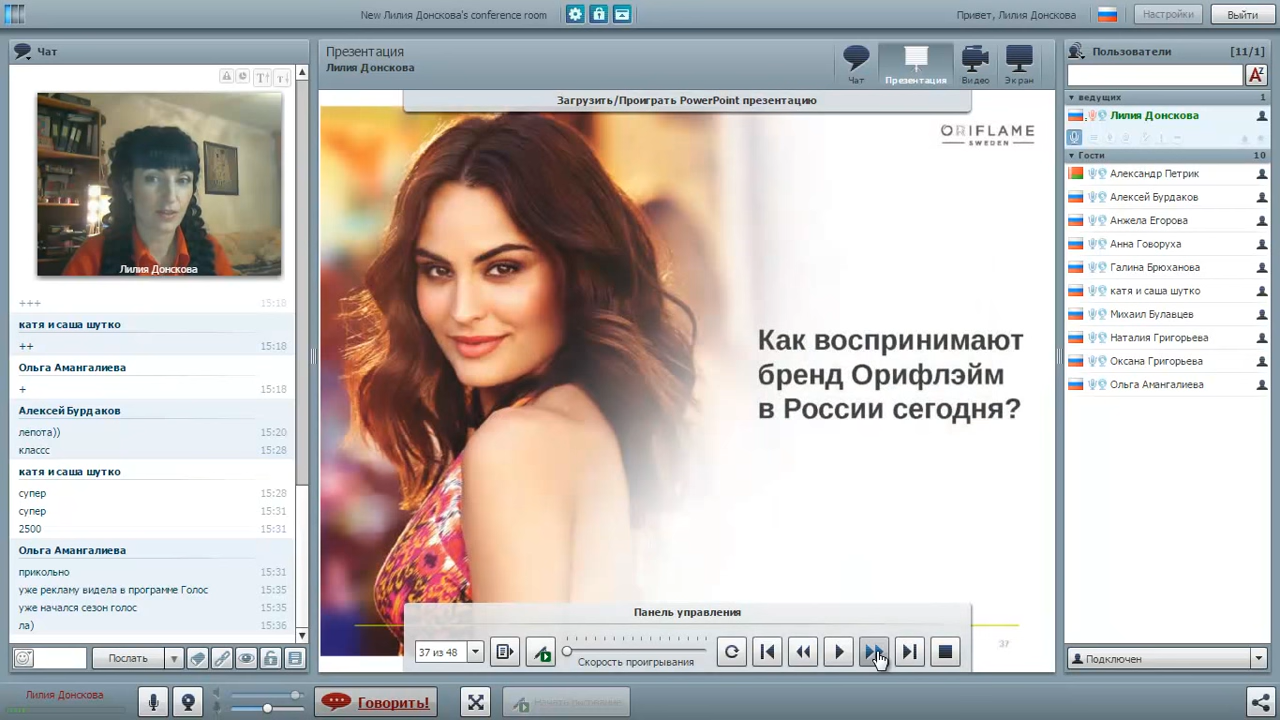 New Лилия Донскова's conference room
Привет, Лилия Донскова
Настройки
Выйти
Чат
Лилия Донскова
+++ 15:18
катя и саша шутко
++ 15:18
Ольга Амангалиева
+ 15:18
Алексей Бурдаков
лепота)) 15:20
классс 15:28
катя и саша шутко
супер 15:28
супер 15:31
2500 15:31
Ольга Амангалиева
прикольно 15:31
уже рекламу видела в программе Голос 15:35
уже начался сезон голос 15:35
ла) 15:36
Послать
Презентация
Лилия Донскова
Чат
Презентация
Видео
Экран
Загрузить/Проиграть PowerPoint презентацию
ORIFLAME
SWEDEN
Как воспринимают
бренд Орифлэйм
в России сегодня?
Панель управления
37 из 48
Скорость проигрывания
37
Пользователи [11/1]
ведущих 1
Лилия Донскова
Гости 10
Александр Петрик
Алексей Бурдаков
Анжела Егорова
Анна Говоруха
Галина Брюханова
катя и саша шутко
Михаил Булавцев
Наталия Григорьева
Оксана Григорьева
Ольга Амангалиева
Подключен
Лилия Донскова
Говорить!